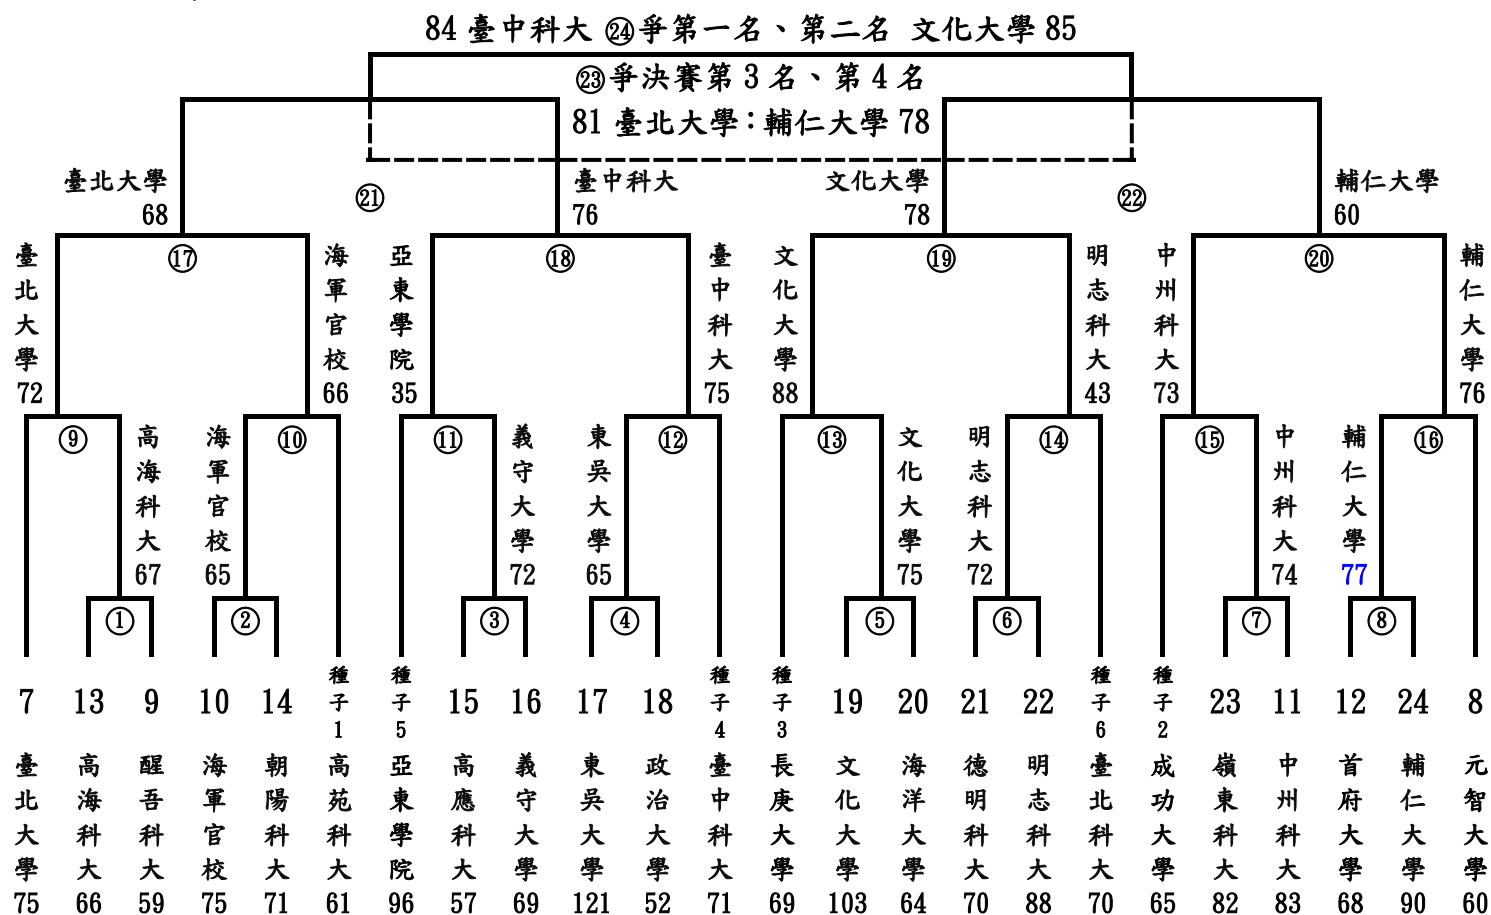 84 臺中科大 ㉔爭第一名、第二名 文化大學 85
㉓爭決賽第 3 名、第 4 名
81 臺北大學：輔仁大學 78
臺北大學
68
㉑
臺中科大
76
文化大學
78
㉒
輔仁大學
60
臺北大學
72
⑰
海軍官校
66
亞東學院
35
⑱
臺中科大
75
文化大學
88
⑲
明志科大
43
中州科大
73
⑳
輔仁大學
76
⑨
高海科大
67
海軍官校
65
⑩
⑪
義守大學
72
東吳大學
65
⑫
⑬
文化大學
75
明志科大
72
⑭
⑮
中州科大
74
輔仁大學
77
⑯
①
②
③
④
⑤
⑥
⑦
⑧
7
臺北大學
75
13
高海科大
66
9
醒吾科大
59
10
海軍官校
75
14
朝陽科大
71
種子1
高苑科大
61
種子5
亞東學院
96
15
高應科大
57
16
義守大學
69
17
東吳大學
121
18
政治大學
52
種子4
臺中科大
71
種子3
長庚大學
69
19
文化大學
103
20
海洋大學
64
21
德明科大
70
22
明志科大
88
種子6
臺北科大
70
種子2
成功大學
65
23
嶺東科大
82
11
中州科大
83
12
首府大學
68
24
輔仁大學
90
8
元智大學
60